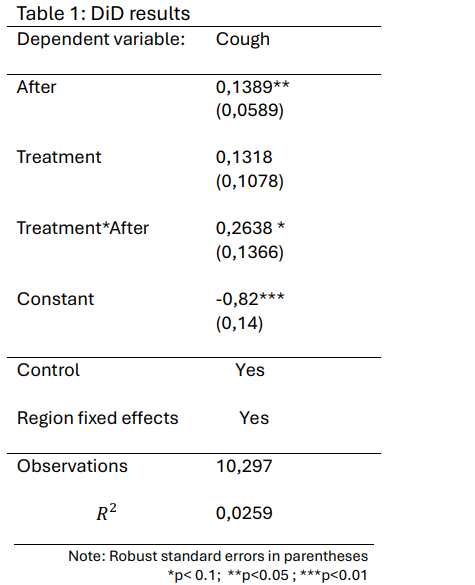 Table 1: DiD results
Dependent variable: Cough
After 0,1389**
(0,0589)
Treatment 0,1318
(0,1078)
Treatment*After 0,2638 *
(0,1366)
Constant -0,82***
(0,14)
Control Yes
Region fixed effects Yes
Observations 10,297
R² 0,0259
Note: Robust standard errors in parentheses
*p< 0.1; **p<0.05 ; ***p<0.01